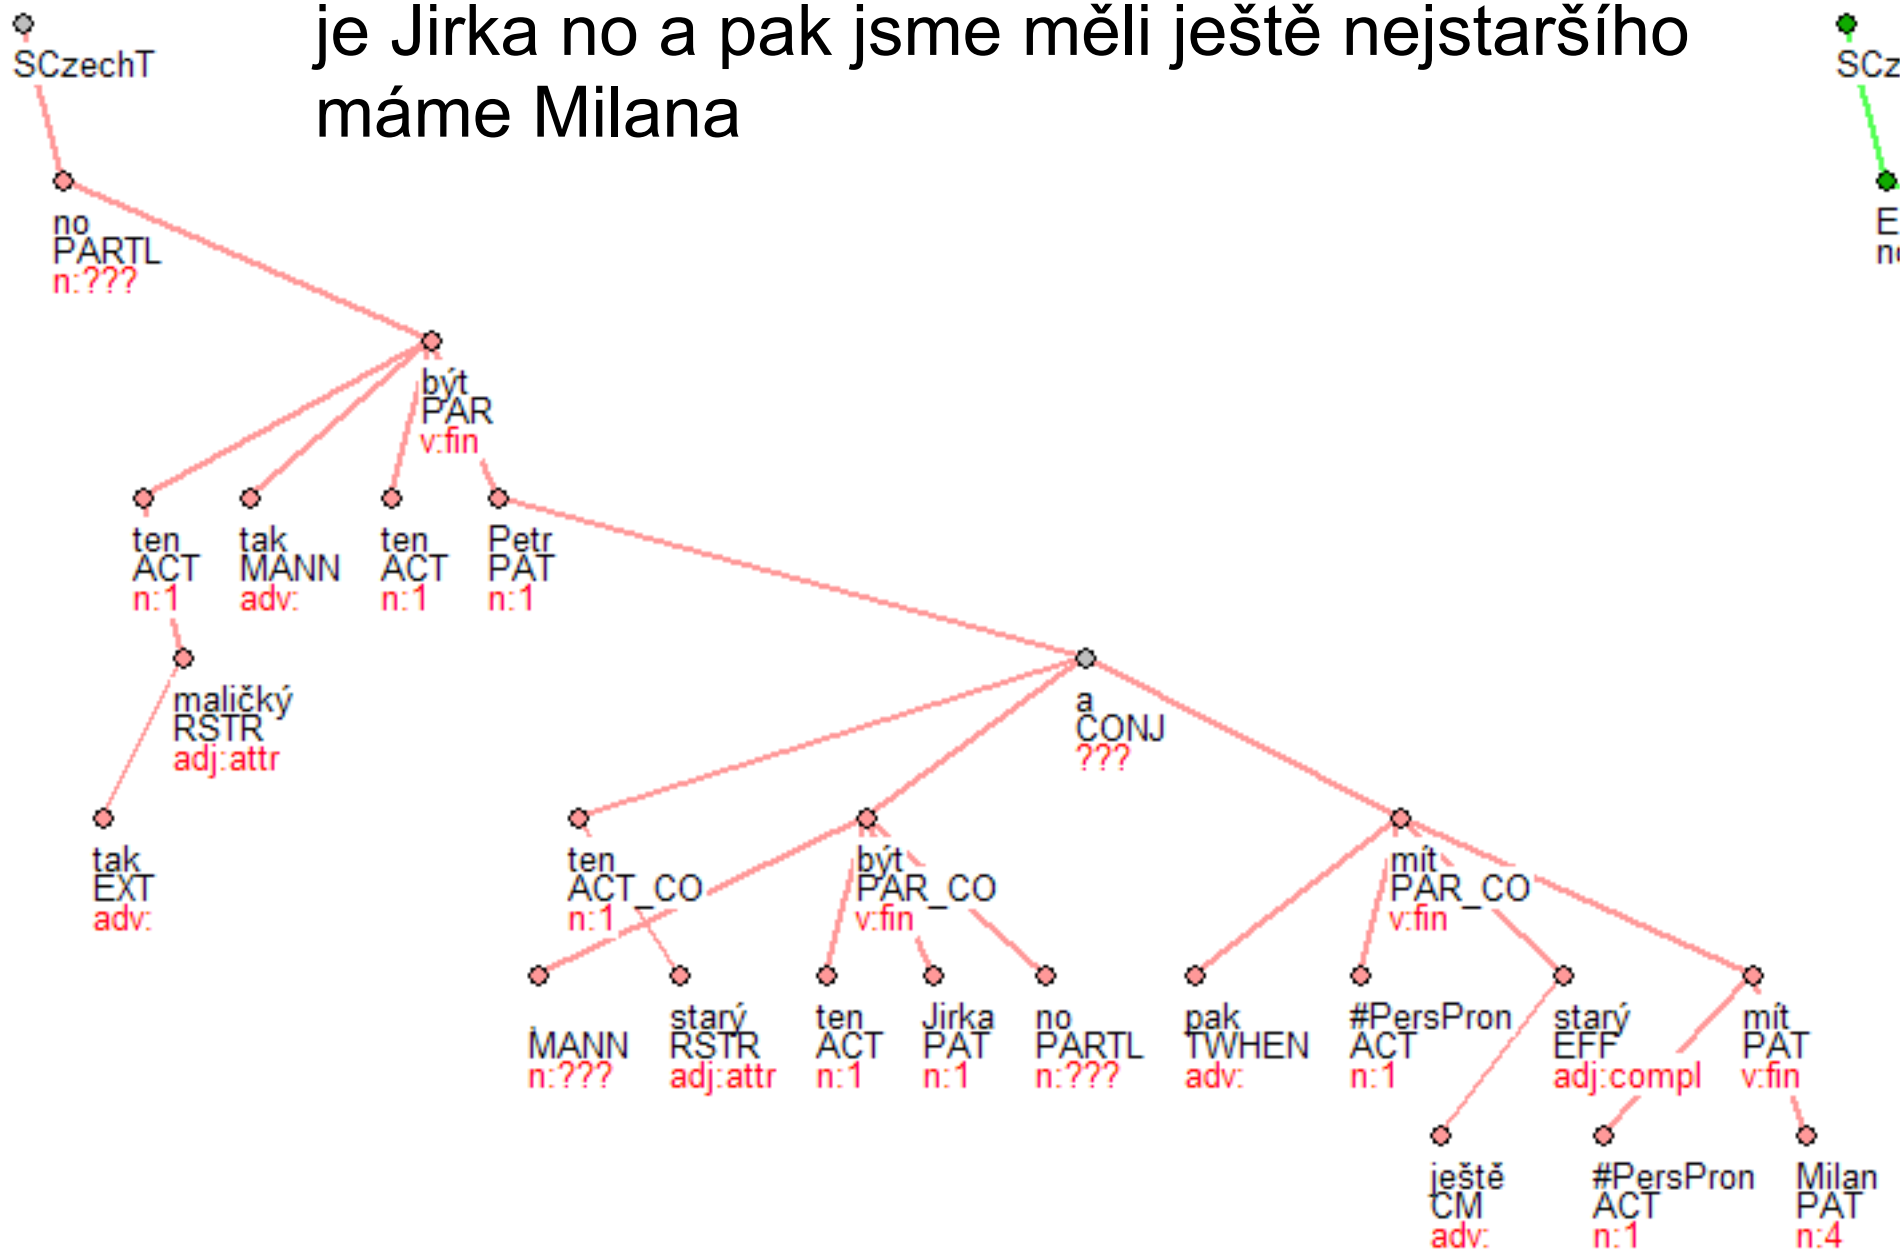 je Jirka no a pak jsme měli ještě nejstaršího
máme Milana
SCzechT
SCz
no
PARTL
n:???
E
být
PAR
v:fin
ten tak ten Petr
ACT MANN ACT PAT
n:1 adv: n:1 n:1
maličký a
RSTR CONJ
adj:attr ???
tak ten být mít
EXT ACT_CO PAR_CO PAR_CO
adv: n:1 v:fin v:fin
starý ten Jirka no pak #PersPron starý mít
MANN RSTR ACT PAT PARTL TWHEN ACT EFF PAT
n:??? adj:attr n:1 n:1 n:??? adv: n:1 adj:compl v:fin
ještě #PersPron Milan
CM ACT PAT
adv: n:1 n:4